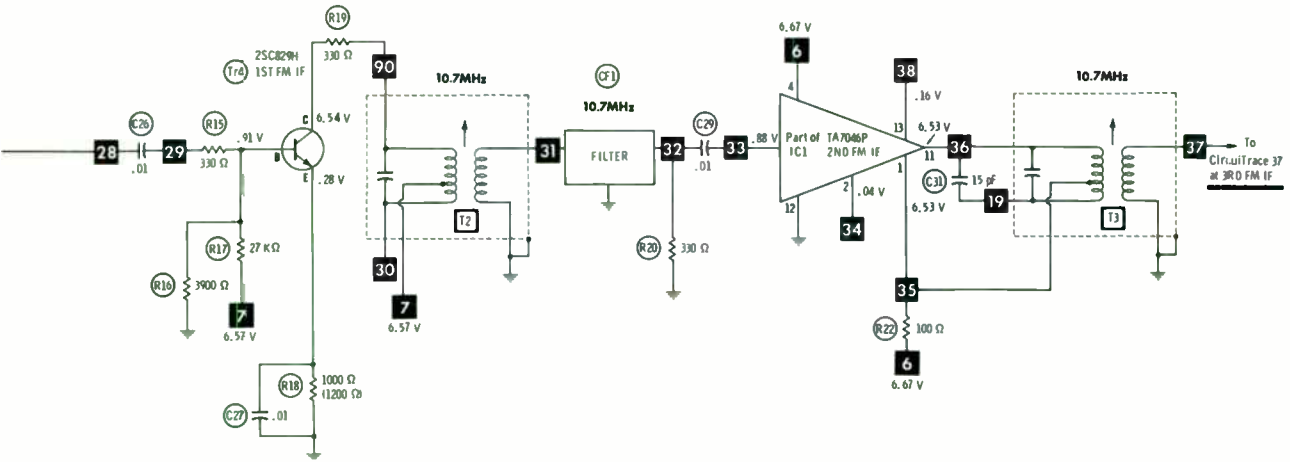 R19
330 Ω
2SC829H
Tr4 1ST FM IF
90
10.7MHz
C
6.54 V
C26
28
.01
29
R15
330 Ω
.91 V
B
E
.28 V
R17
27 KΩ
R16
3900 Ω
7
6.57 V
R18
1000 Ω
(1200 Ω)
C27
.01
T2
30
7
6.57 V
31
CF1
10.7MHz
FILTER
32
C29
.01
33
.88 V
R20
330 Ω
6.67 V
6
4
Part of TA7046P
IC1 2ND FM IF
12
2
.04 V
34
38
.16 V
13
6.53 V
11
36
1
C31
15 pF
6.53 V
19
35
R22
100 Ω
6
6.67 V
10.7MHz
T3
37
To
CircuiTrace 37
at 3RD FM IF